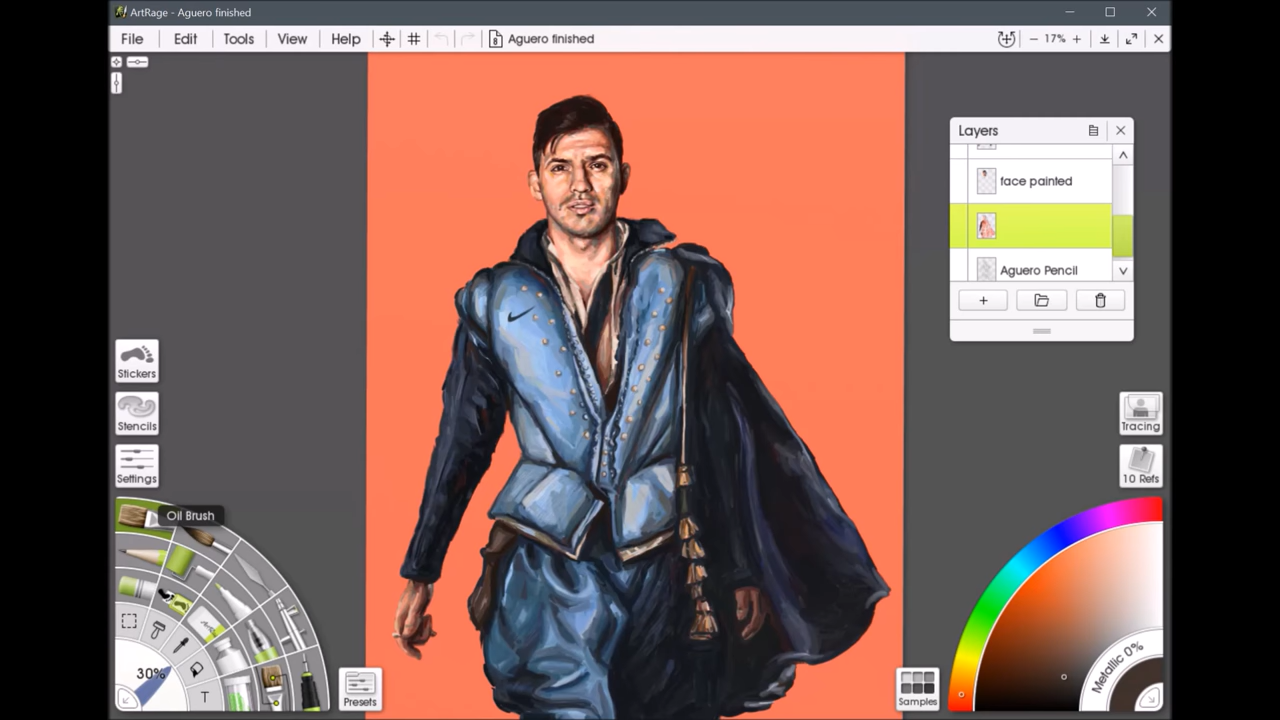 ArtRage - Aguero finished
File Edit Tools View Help Aguero finished 17%
Layers
face painted
Aguero Pencil
Stickers
Stencils
Settings
Tracing
10 Refs
Oil Brush
30%
T
Presets
Samples
Metallic 0%